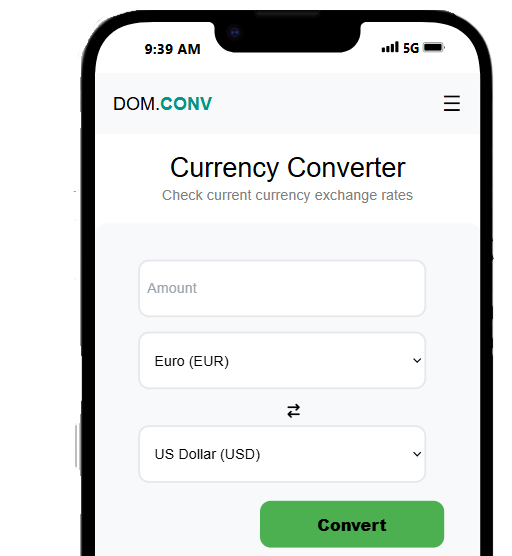 9:39 AM 5G
DOM.CONV
Currency Converter
Check current currency exchange rates
Amount
Euro (EUR)
US Dollar (USD)
Convert